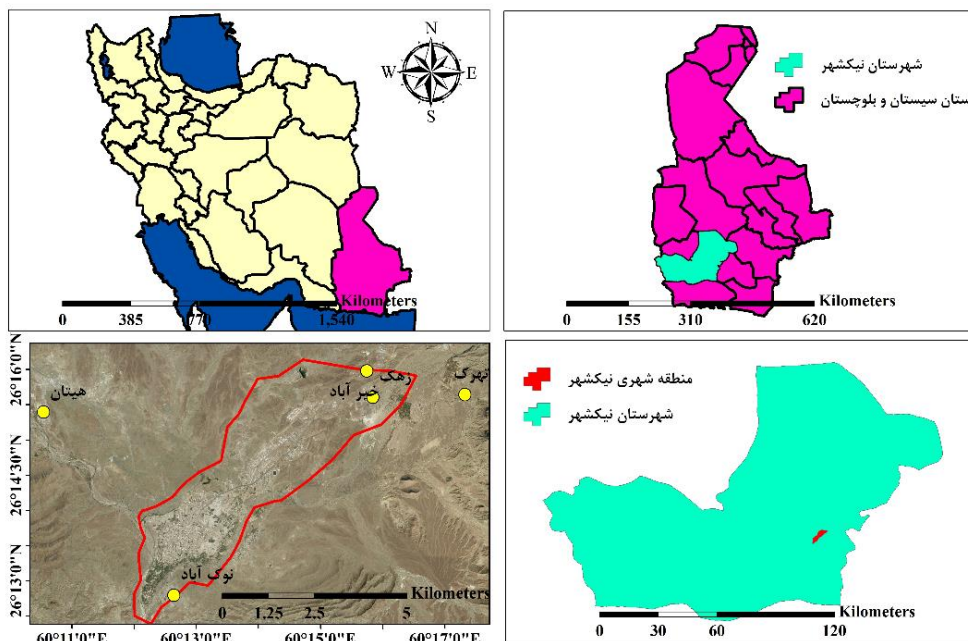 N
W E
S
Kilometers
0 385 770 1,540
شهرستان نیکشهر
ستان سیستان و بلوچستان
Kilometers
0 155 310 620
26°16'0"N
26°14'30"N
26°13'0"N
هیتان
زهک
خیر آباد
تهرک
نوک آباد
Kilometers
0 1.25 2.5 5
60°11'0"E 60°13'0"E 60°15'0"E 60°17'0"E
منطقه شهری نیکشهر
شهرستان نیکشهر
Kilometers
0 30 60 120